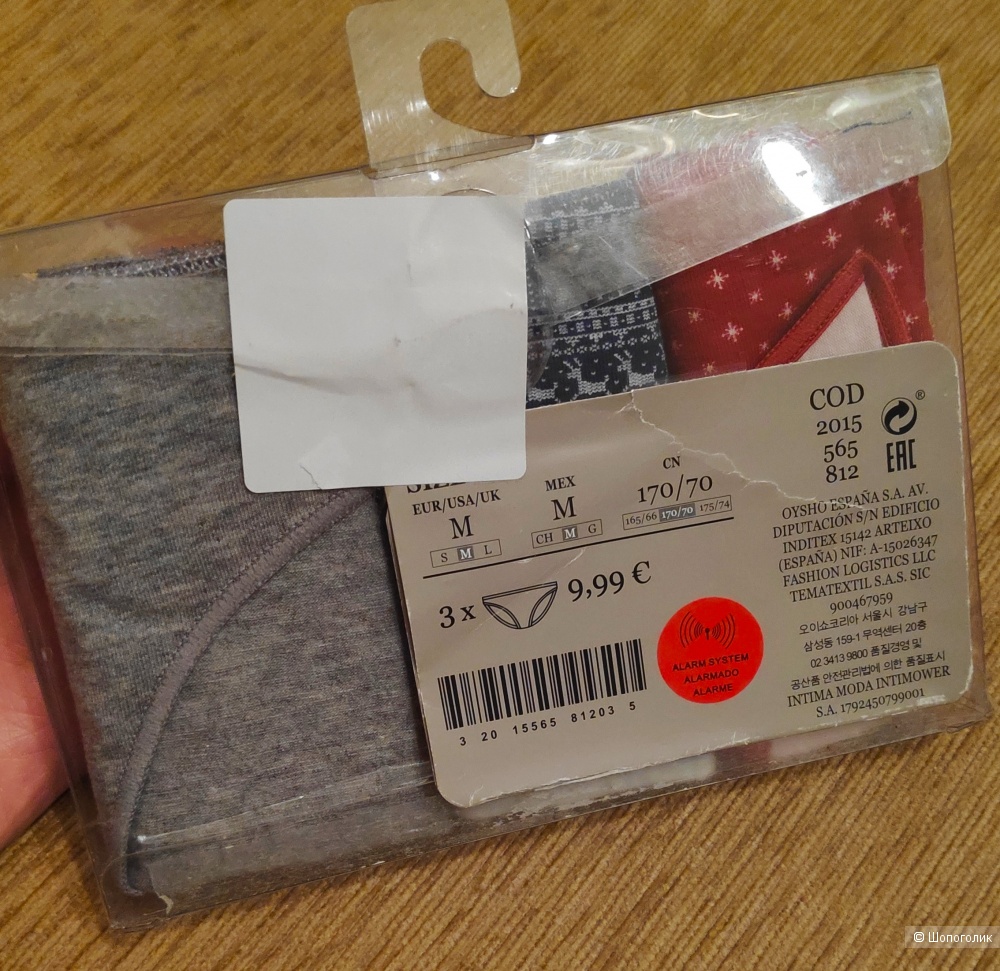 COD
2015
565
812
®
EAC
EUR/USA/UK
M
S M L
MEX
M
CH M G
CN
170/70
165/66 170/70 175/74
3 x
9,99 €
3 20 15565 81203 5
ALARM SYSTEM
ALARMADO
ALARME
OYSHO ESPAÑA S.A. AV.
DIPUTACIÓN S/N EDIFICIO
INDITEX 15142 ARTEIXO
(ESPAÑA) NIF: A-15026347
FASHION LOGISTICS LLC
TEMATEXTIL S.A.S. SIC
900467959
오이쇼코리아 서울시 강남구
삼성동 159-1 무역센터 20층
02 3413 9800 품질경영 및
공산품 안전관리법에 의한 품질표시
INTIMA MODA INTIMOWER
S.A. 1792450799001
© Шопоголик